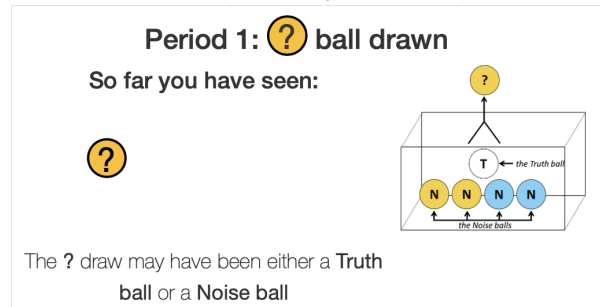 Period 1: ? ball drawn
So far you have seen:
?
?
T
the Truth ball
N N N N
the Noise balls
The ? draw may have been either a Truth
ball or a Noise ball